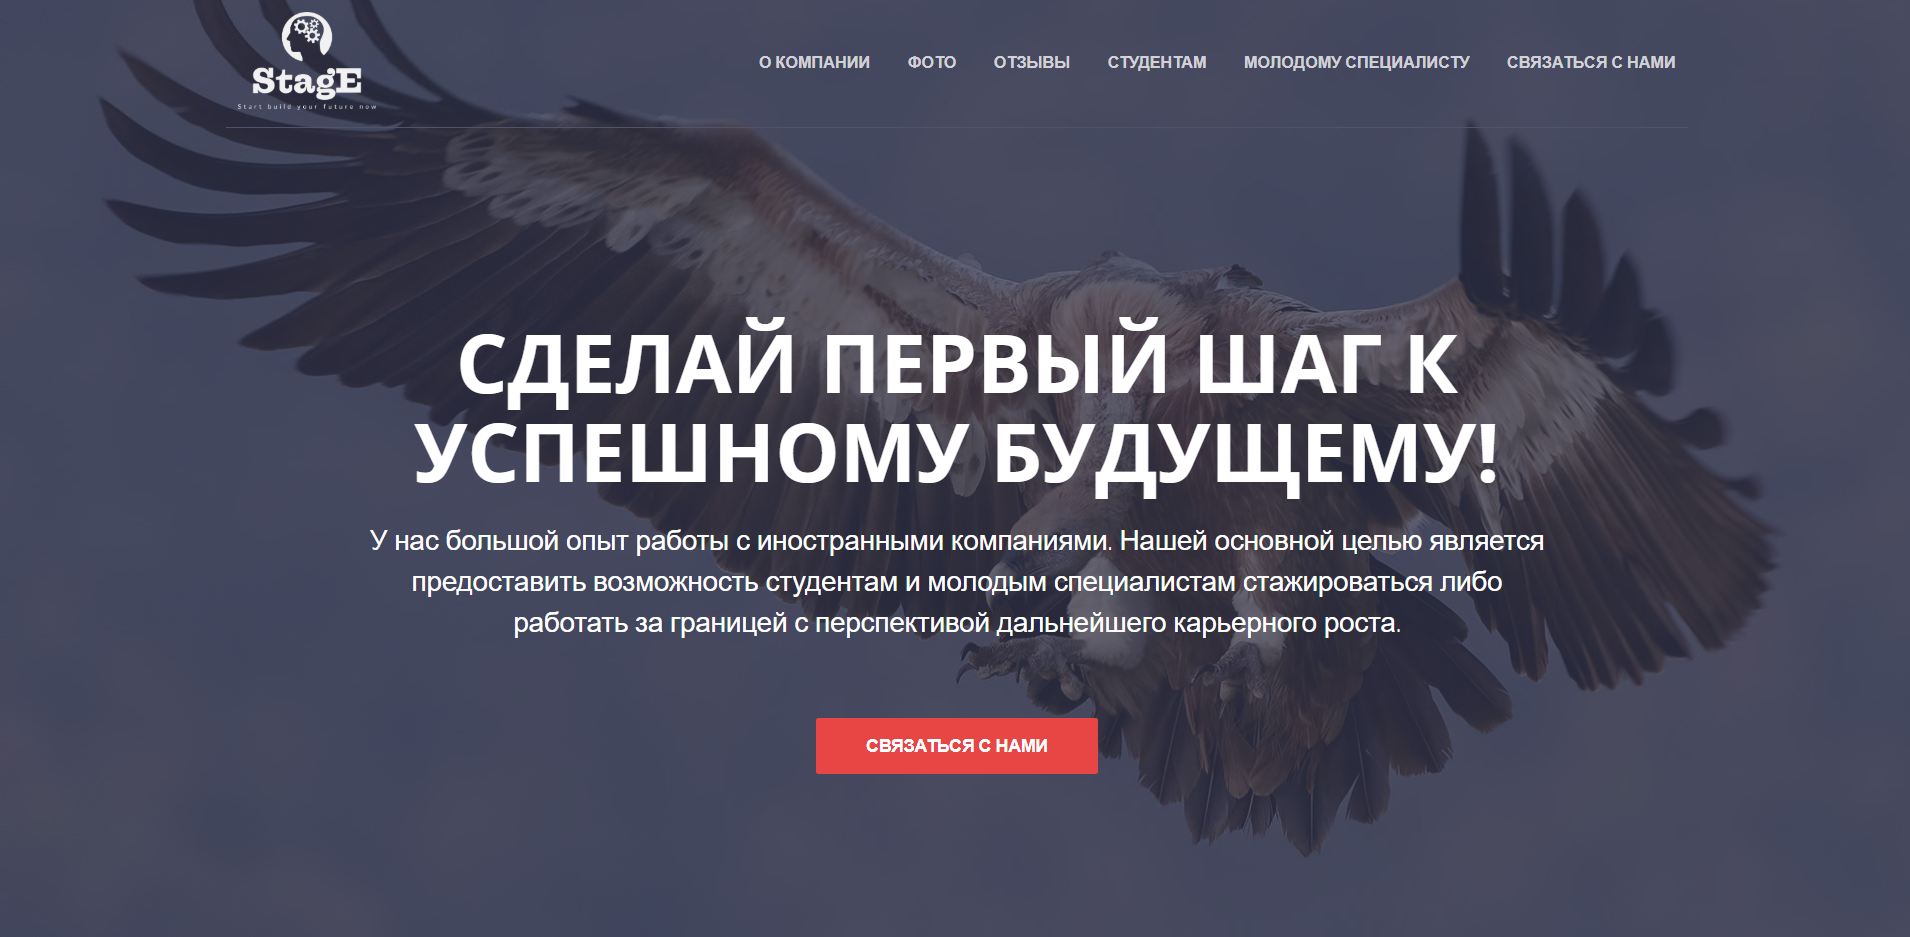 StagE
Start build your future now
О КОМПАНИИ ФОТО ОТЗЫВЫ СТУДЕНТАМ МОЛОДОМУ СПЕЦИАЛИСТУ СВЯЗАТЬСЯ С НАМИ
СДЕЛАЙ ПЕРВЫЙ ШАГ К
УСПЕШНОМУ БУДУЩЕМУ!
У нас большой опыт работы с иностранными компаниями. Нашей основной целью является
предоставить возможность студентам и молодым специалистам стажироваться либо
работать за границей с перспективой дальнейшего карьерного роста.
СВЯЗАТЬСЯ С НАМИ